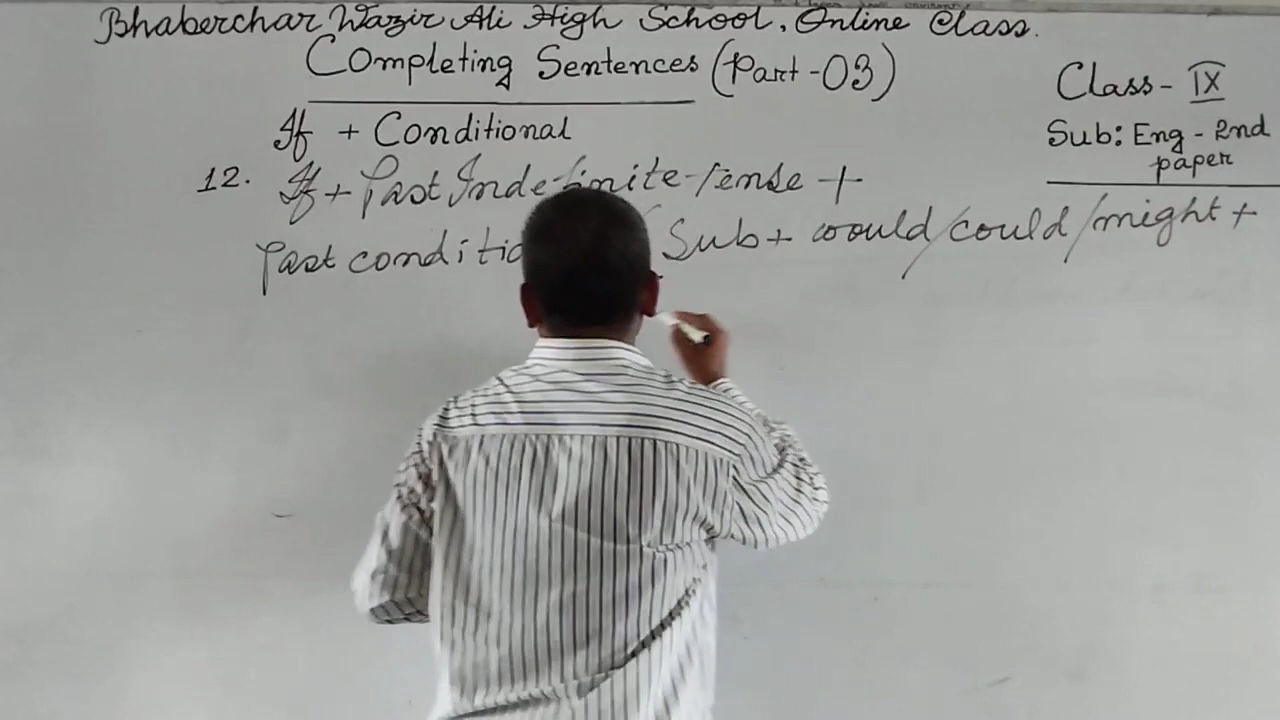 Bhaberchar Wazir Ali High School, Online Class.
Completing Sentences (Part-03)
Class - IX
Sub: Eng - 2nd paper
If + Conditional
12. If + Past Indefinite tense +
Past Sub + would/could/might +